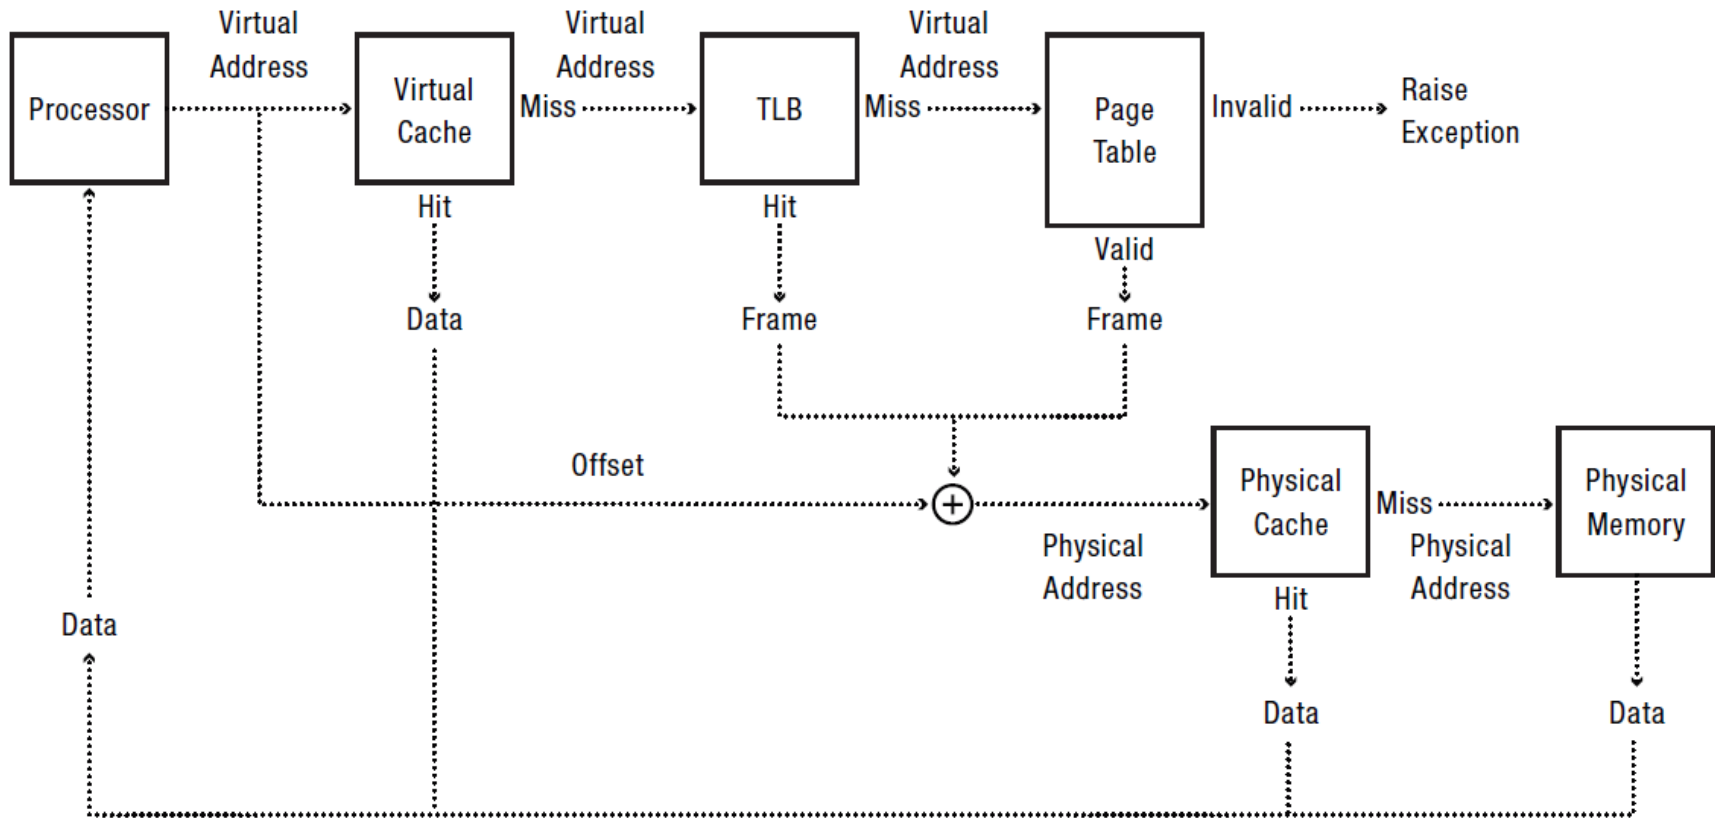 Virtual
Address
Virtual
Address
Virtual
Address
Processor
Virtual
Cache
Miss
TLB
Miss
Page
Table
Invalid
Raise
Exception
Hit
Hit
Valid
Data
Frame
Frame
Offset
Physical
Cache
Miss
Physical
Memory
Physical
Address
Physical
Address
Hit
Data
Data
Data